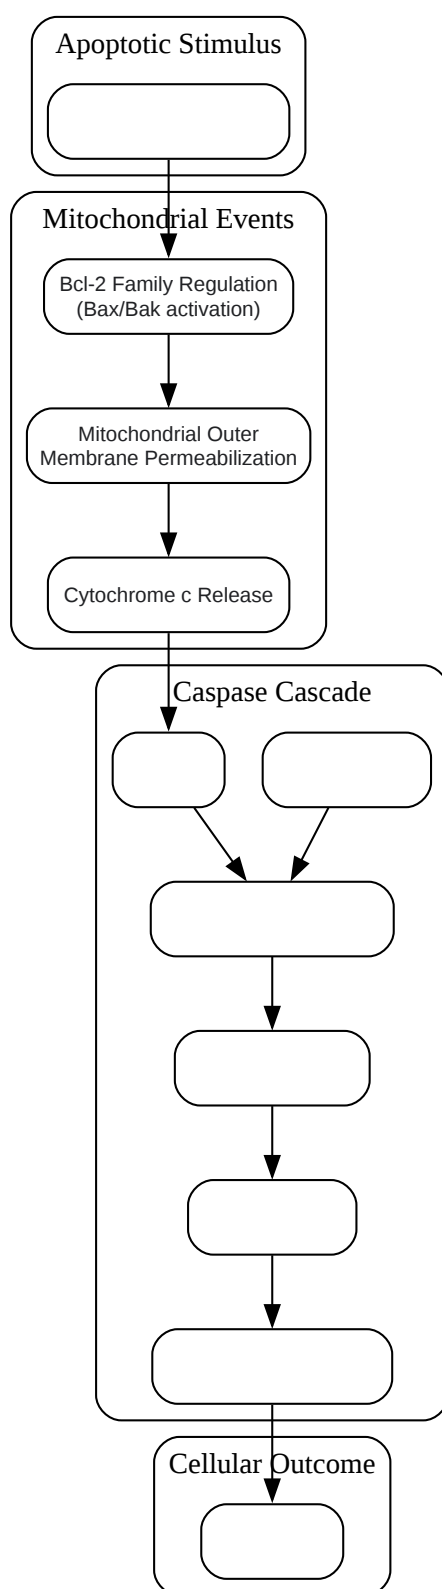 Apoptotic Stimulus
Mitochondrial Events
Bcl-2 Family Regulation
(Bax/Bak activation)
Mitochondrial Outer
Membrane Permeabilization
Cytochrome c Release
Caspase Cascade
Cellular Outcome